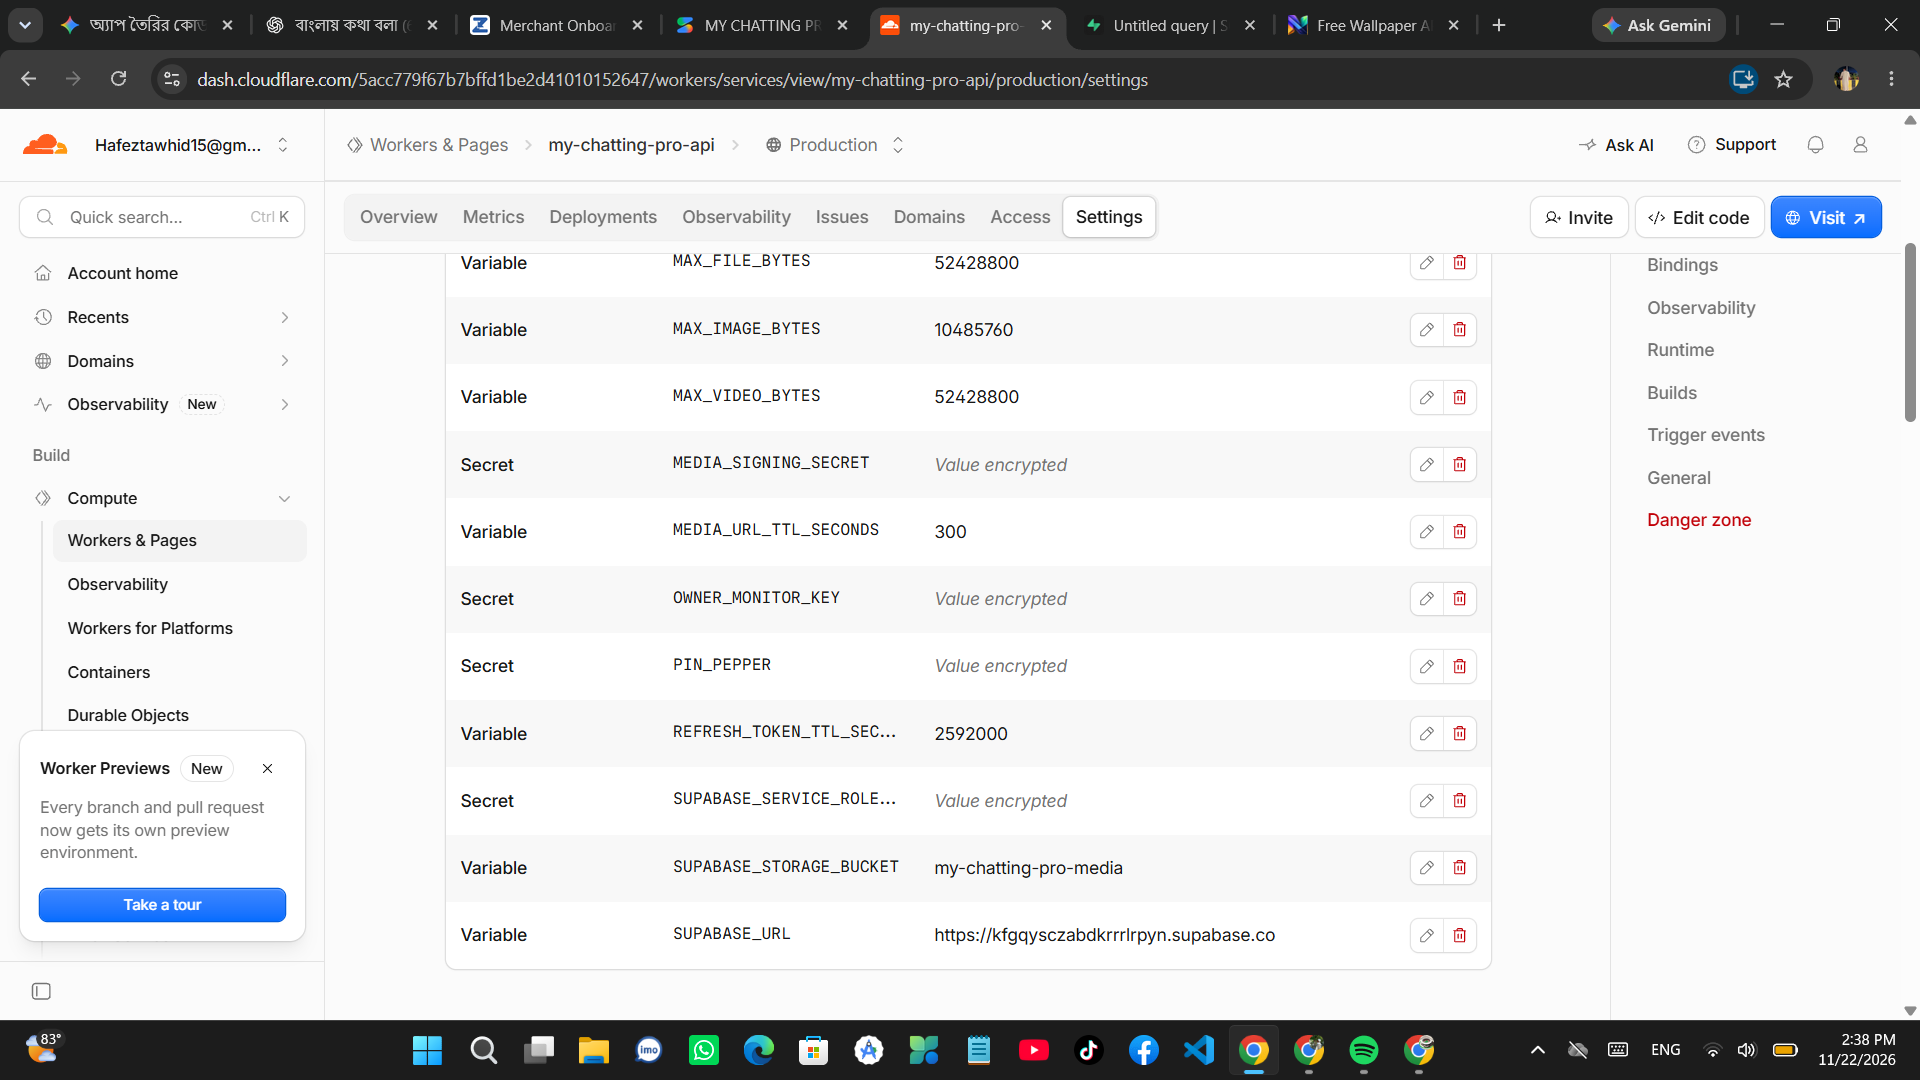 অ্যাপ তৈরির কোড
বাংলায় কথা বলা
Merchant Onboar
MY CHATTING PR
my-chatting-pro-
Untitled query | S
Free Wallpaper A
Ask Gemini
dash.cloudflare.com/5acc779f67b7bffd1be2d41010152647/workers/services/view/my-chatting-pro-api/production/settings
Hafeztawhid15@gm...
Workers & Pages
my-chatting-pro-api
Production
Ask AI
Support
Quick search... Ctrl K
Overview Metrics Deployments Observability Issues Domains Access Settings
Invite
Edit code
Visit
Account home
Recents
Domains
Observability New
Build
Compute
Workers & Pages
Observability
Workers for Platforms
Containers
Durable Objects
Worker Previews New
Every branch and pull request
now gets its own preview
environment.
Take a tour
Variable MAX_FILE_BYTES 52428800
Variable MAX_IMAGE_BYTES 10485760
Variable MAX_VIDEO_BYTES 52428800
Secret MEDIA_SIGNING_SECRET Value encrypted
Variable MEDIA_URL_TTL_SECONDS 300
Secret OWNER_MONITOR_KEY Value encrypted
Secret PIN_PEPPER Value encrypted
Variable REFRESH_TOKEN_TTL_SEC... 2592000
Secret SUPABASE_SERVICE_ROLE... Value encrypted
Variable SUPABASE_STORAGE_BUCKET my-chatting-pro-media
Variable SUPABASE_URL https://kfgqysczabdkrrrlrpyn.supabase.co
Bindings
Observability
Runtime
Builds
Trigger events
General
Danger zone
83°
imo
ENG
2:38 PM
11/22/2026